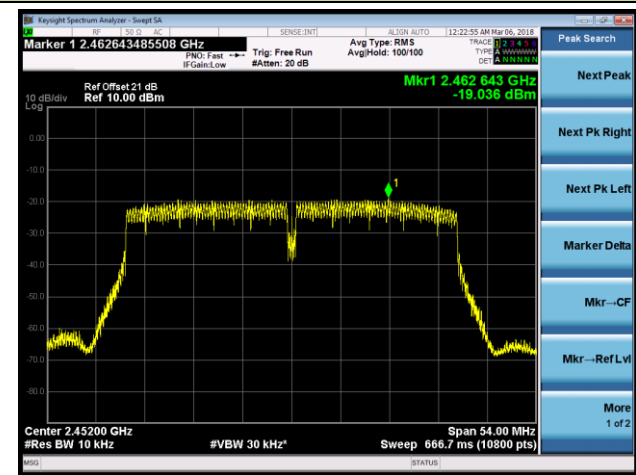 Keysight Spectrum Analyzer - Swept SA
RF 50 Ω AC SENSE:INT ALIGN AUTO 12:22:55 AM Mar 06, 2018
Marker 1 2.462643485508 GHz
PNO: Fast
IFGain:Low
Trig: Free Run
#Atten: 20 dB
Avg Type: RMS
Avg|Hold: 100/100
TRACE 1 2 3 4 5 6
TYPE A WWWWW
DET A N N N N N
Peak Search
Ref Offset 21 dB
10 dB/div Ref 10.00 dBm
Log
Mkr1 2.462 643 GHz
-19.036 dBm
Next Peak
0.00
Next Pk Right
-10.0
1
Next Pk Left
-20.0
-30.0
Marker Delta
-40.0
-50.0
Mkr→CF
-60.0
Mkr→Ref Lvl
-70.0
-80.0
More
1 of 2
Center 2.45200 GHz Span 54.00 MHz
#Res BW 10 kHz #VBW 30 kHz* Sweep 666.7 ms (10800 pts)
MSG STATUS